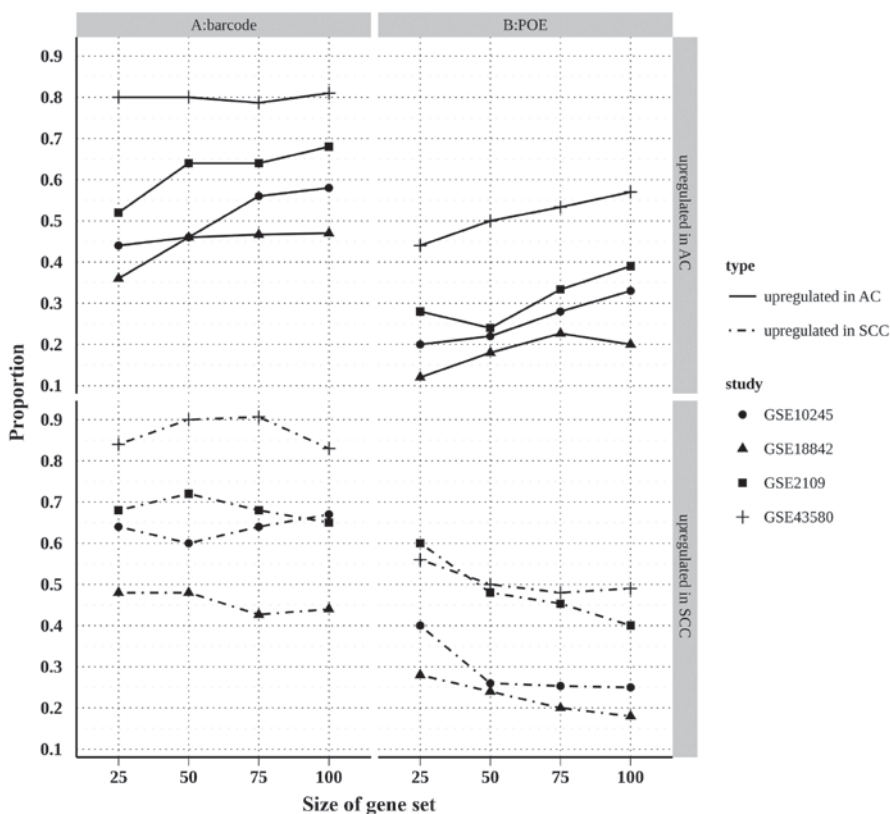 A:barcode
B:POE
0.9
0.8
0.7
0.6
0.5
0.4
0.3
0.2
0.1
upregulated in AC
0.9
0.8
0.7
0.6
0.5
0.4
0.3
0.2
0.1
upregulated in SCC
Proportion
25 50 75 100
25 50 75 100
Size of gene set
type
upregulated in AC
upregulated in SCC
study
GSE10245
GSE18842
GSE2109
GSE43580